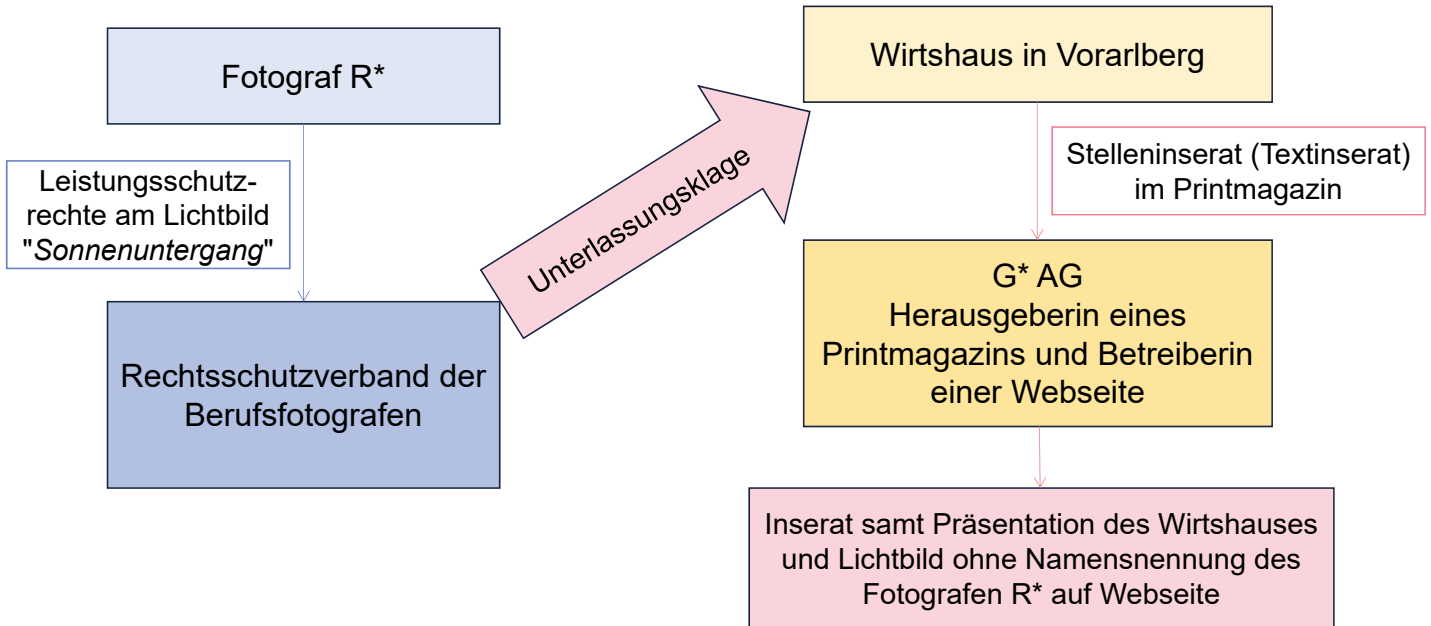 Fotograf R*
Leistungsschutz-
rechte am Lichtbild
"Sonnenuntergang"
Rechtsschutzverband der
Berufsfotografen
Unterlassungsklage
Wirtshaus in Vorarlberg
Stelleninserat (Textinserat)
im Printmagazin
G* AG
Herausgeberin eines
Printmagazins und Betreiberin
einer Webseite
Inserat samt Präsentation des Wirtshauses
und Lichtbild ohne Namensnennung des
Fotografen R* auf Webseite